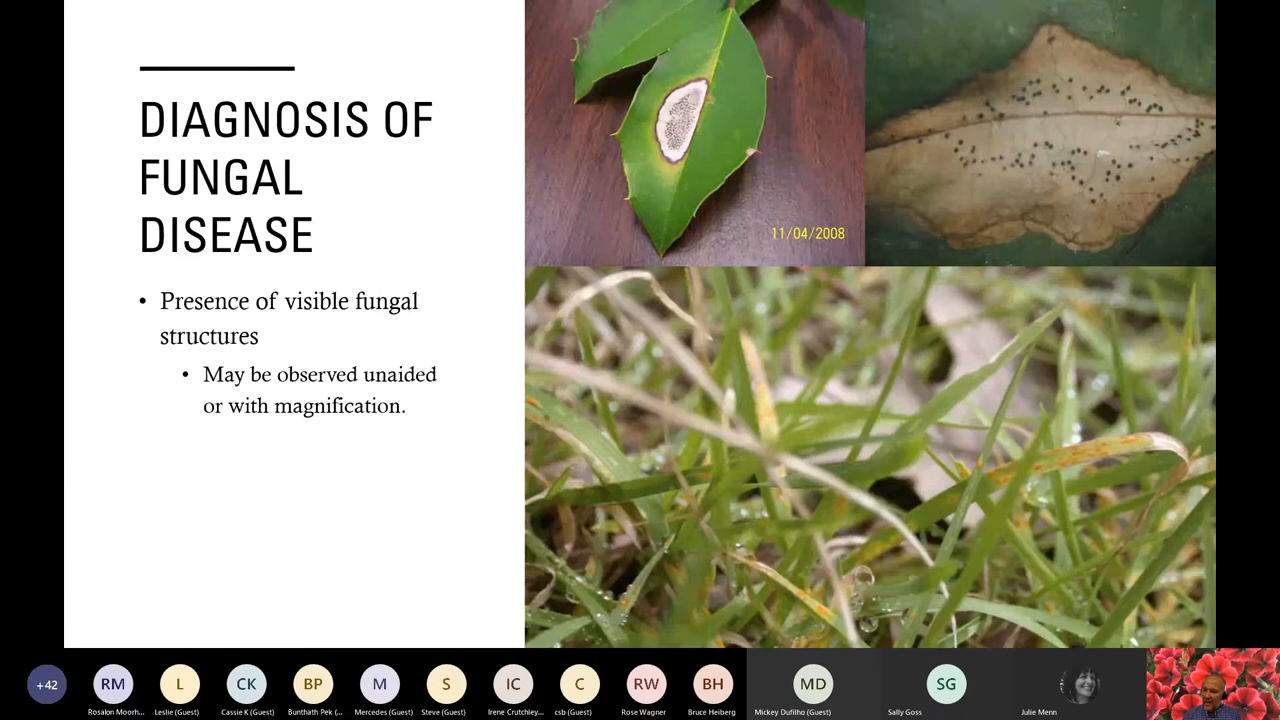 DIAGNOSIS OF
FUNGAL
DISEASE
• Presence of visible fungal
structures
• May be observed unaided
or with magnification.
11/04/2008
+42
RM
L
CK
BP
M
S
IC
C
RW
BH
MD
SG
Rosalon Moorh...
Leslie (Guest)
Cassie K (Guest)
Bunthath Pek (...
Mercedes (Guest)
Steve (Guest)
Irene Crutchley...
csb (Guest)
Rose Wagner
Bruce Heiberg
Mickey Dufilho (Guest)
Sally Goss
Julie Menn